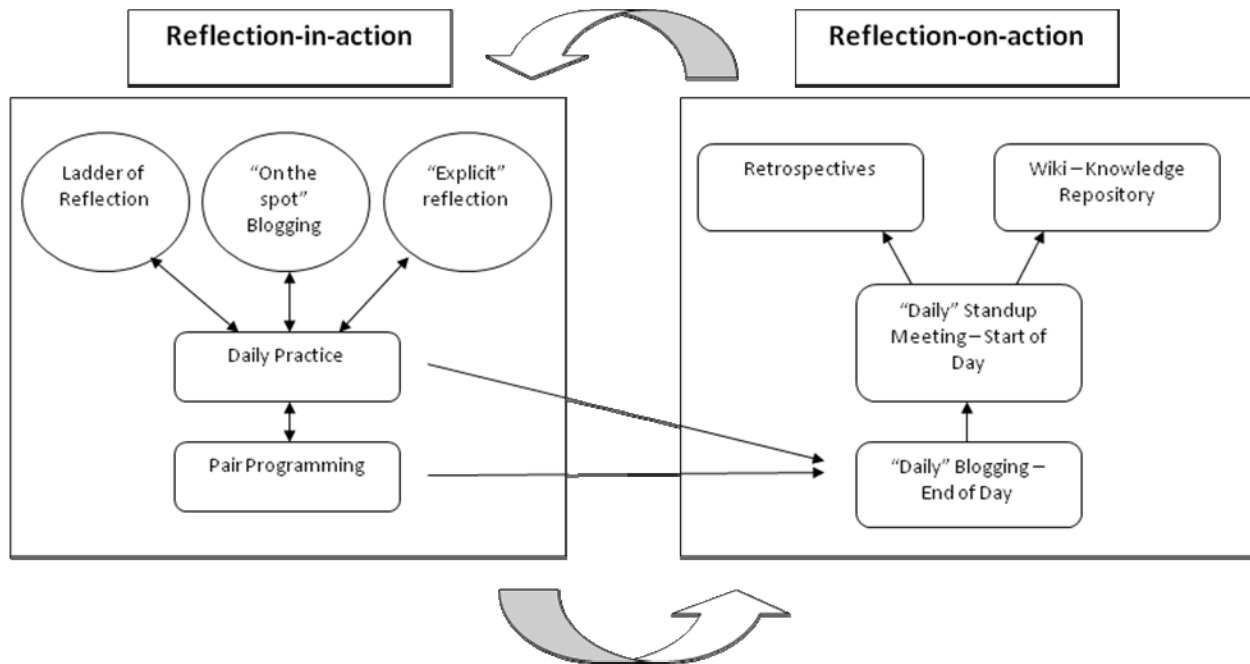 Reflection-in-action
Reflection-on-action
Ladder of
Reflection
“On the
spot”
Blogging
“Explicit”
reflection
Daily Practice
Pair Programming
Retrospectives
Wiki – Knowledge
Repository
“Daily” Standup
Meeting – Start of
Day
“Daily” Blogging –
End of Day